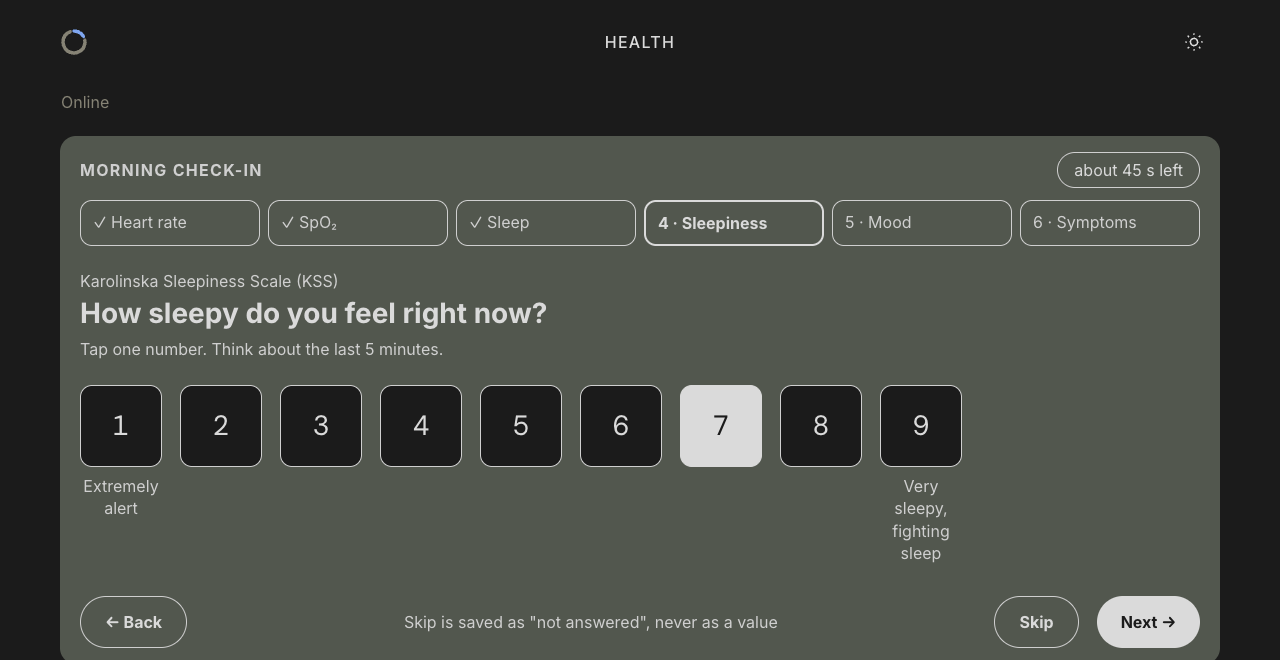 HEALTH
Online
MORNING CHECK-IN
about 45 s left
✓ Heart rate
✓ SpO₂
✓ Sleep
4 · Sleepiness
5 · Mood
6 · Symptoms
Karolinska Sleepiness Scale (KSS)
How sleepy do you feel right now?
Tap one number. Think about the last 5 minutes.
1
2
3
4
5
6
7
8
9
Extremely
alert
Very
sleepy,
fighting
sleep
← Back
Skip is saved as "not answered", never as a value
Skip
Next →